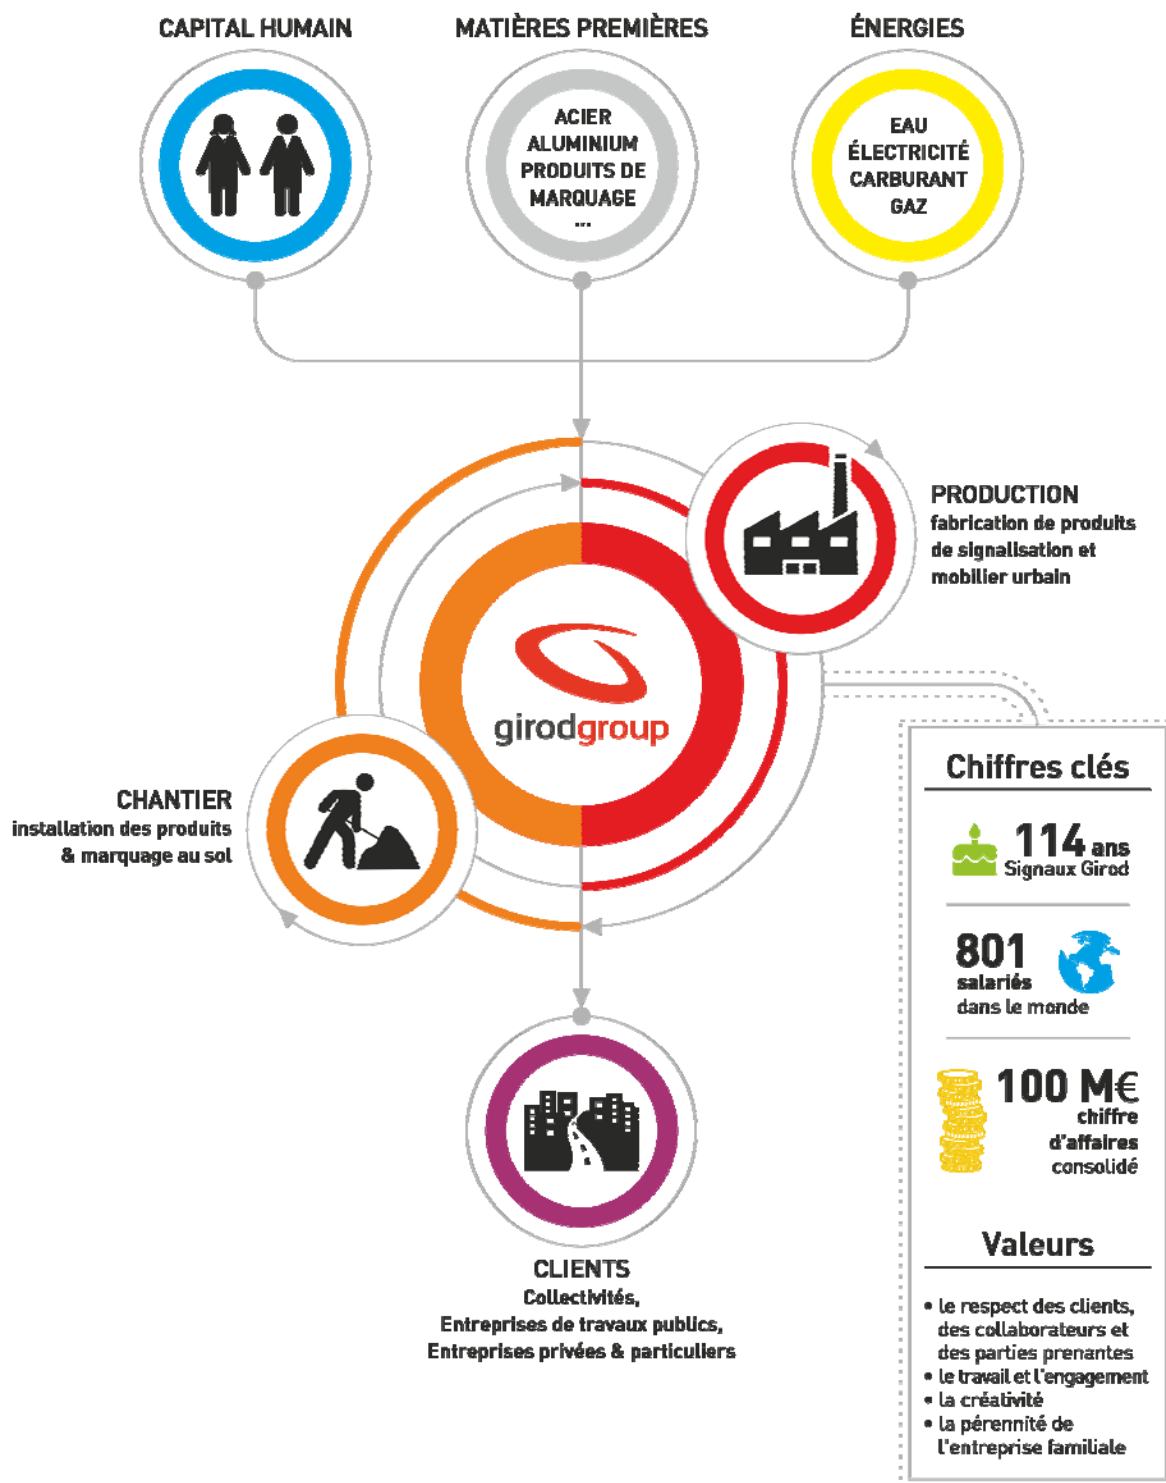 CAPITAL HUMAIN
MATIÈRES PREMIÈRES
ACIER
ALUMINIUM
PRODUITS DE
MARQUAGE
...
ÉNERGIES
EAU
ÉLECTRICITÉ
CARBURANT
GAZ
PRODUCTION
fabrication de produits
de signalisation et
mobilier urbain
girodgroup
CHANTIER
installation des produits
& marquage au sol
CLIENTS
Collectivités,
Entreprises de travaux publics,
Entreprises privées & particuliers
Chiffres clés
114 ans
Signaux Girod
801
salariés
dans le monde
100 M€
chiffre
d'affaires
consolidé
Valeurs
• le respect des clients,
des collaborateurs et
des parties prenantes
• le travail et l'engagement
• la créativité
• la pérennité de
l'entreprise familiale